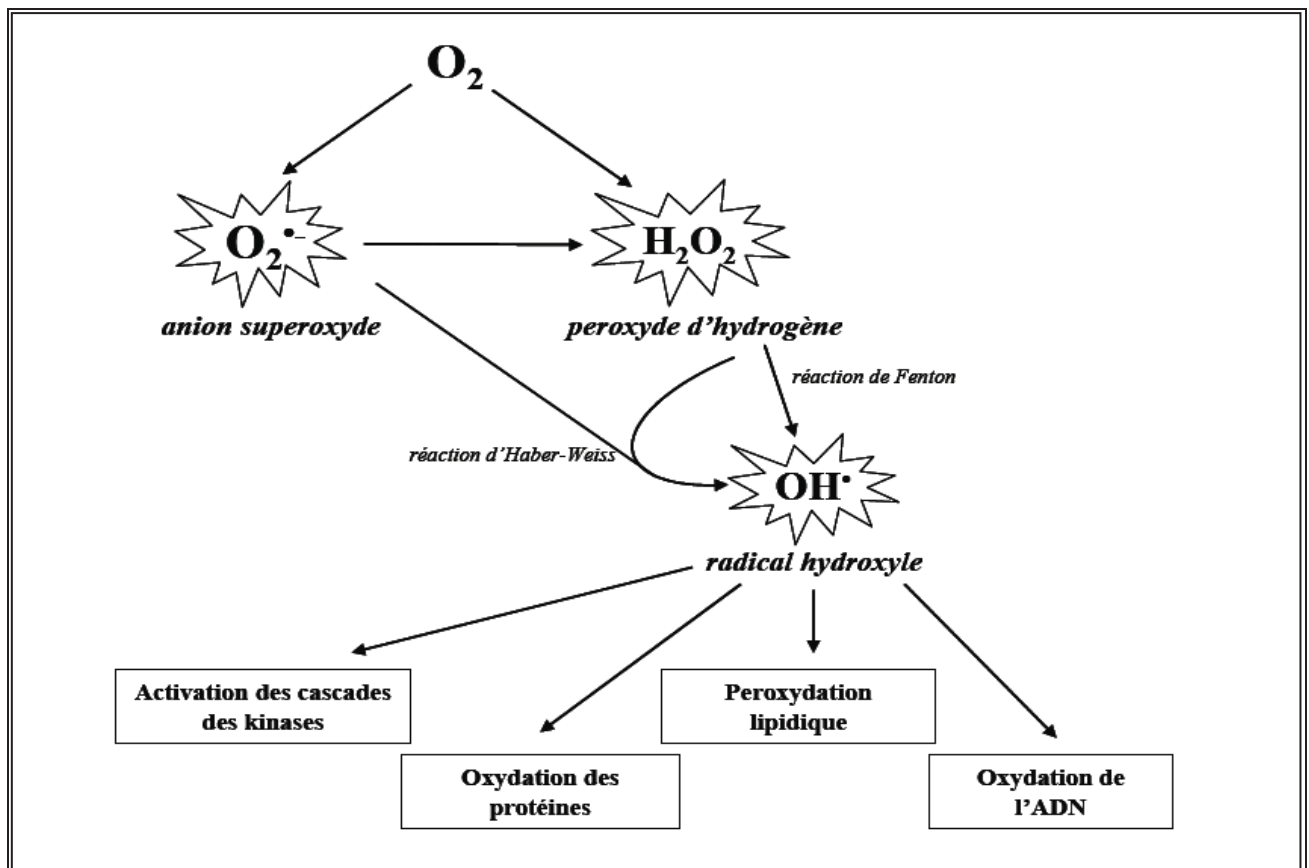 O₂
O₂•–
H₂O₂
anion superoxyde
peroxyde d'hydrogène
réaction de Fenton
réaction d'Haber-Weiss
OH•
radical hydroxyle
Activation des cascades
des kinases
Peroxydation
lipidique
Oxydation des
protéines
Oxydation de
l'ADN